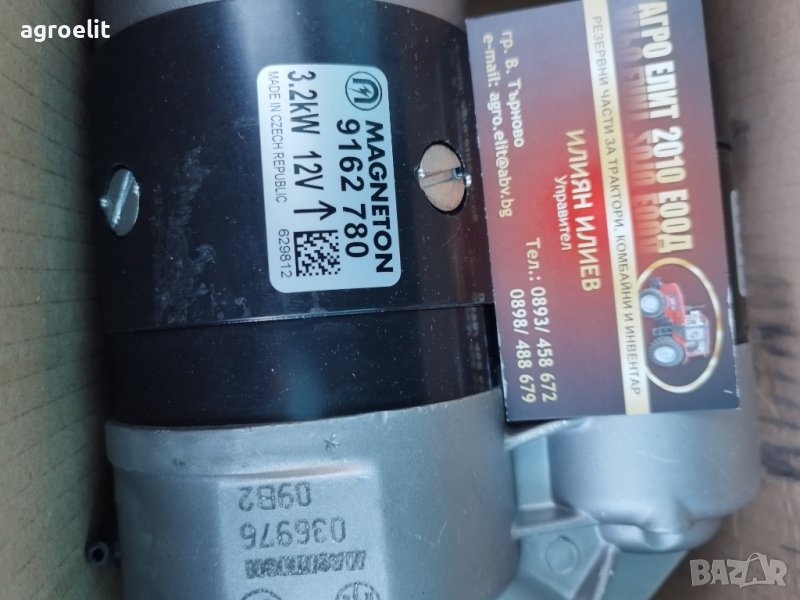 agroelit
MAGNETON
9162 780
3.2kW 12V ↑
MADE IN CZECH REPUBLIC
629812
АГРО ЕЛИТ 2010 ЕООД
РЕЗЕРВНИ ЧАСТИ ЗА ТРАКТОРИ, КОМБАЙНИ И ИНВЕНТАР
ИЛИЯН ИЛИЕВ
Управител
гр. В. Търново
e-mail: agro.elit@abv.bg
Тел.: 0893/ 458 672
0898/ 488 679
036976
09B2
BAZAR